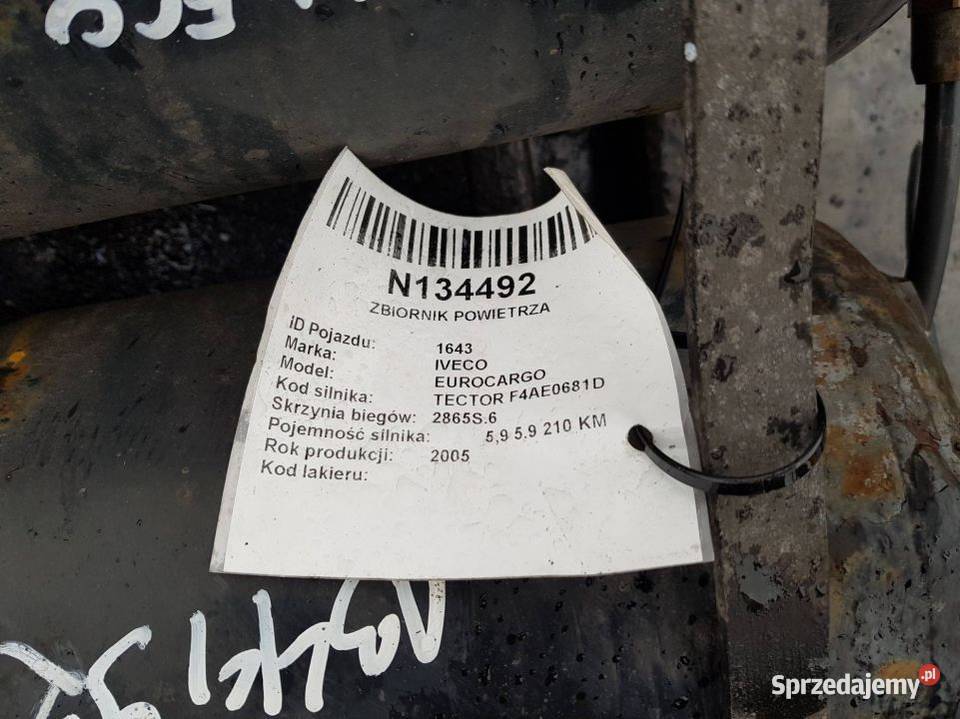 N134492
ZBIORNIK POWIETRZA
iD Pojazdu: 1643
Marka: IVECO
Model: EUROCARGO
Kod silnika: TECTOR F4AE0681D
Skrzynia biegów: 2865S.6
Pojemność silnika: 5,9 5.9 210 KM
Rok produkcji: 2005
Kod lakieru:
Sprzedajemy.pl